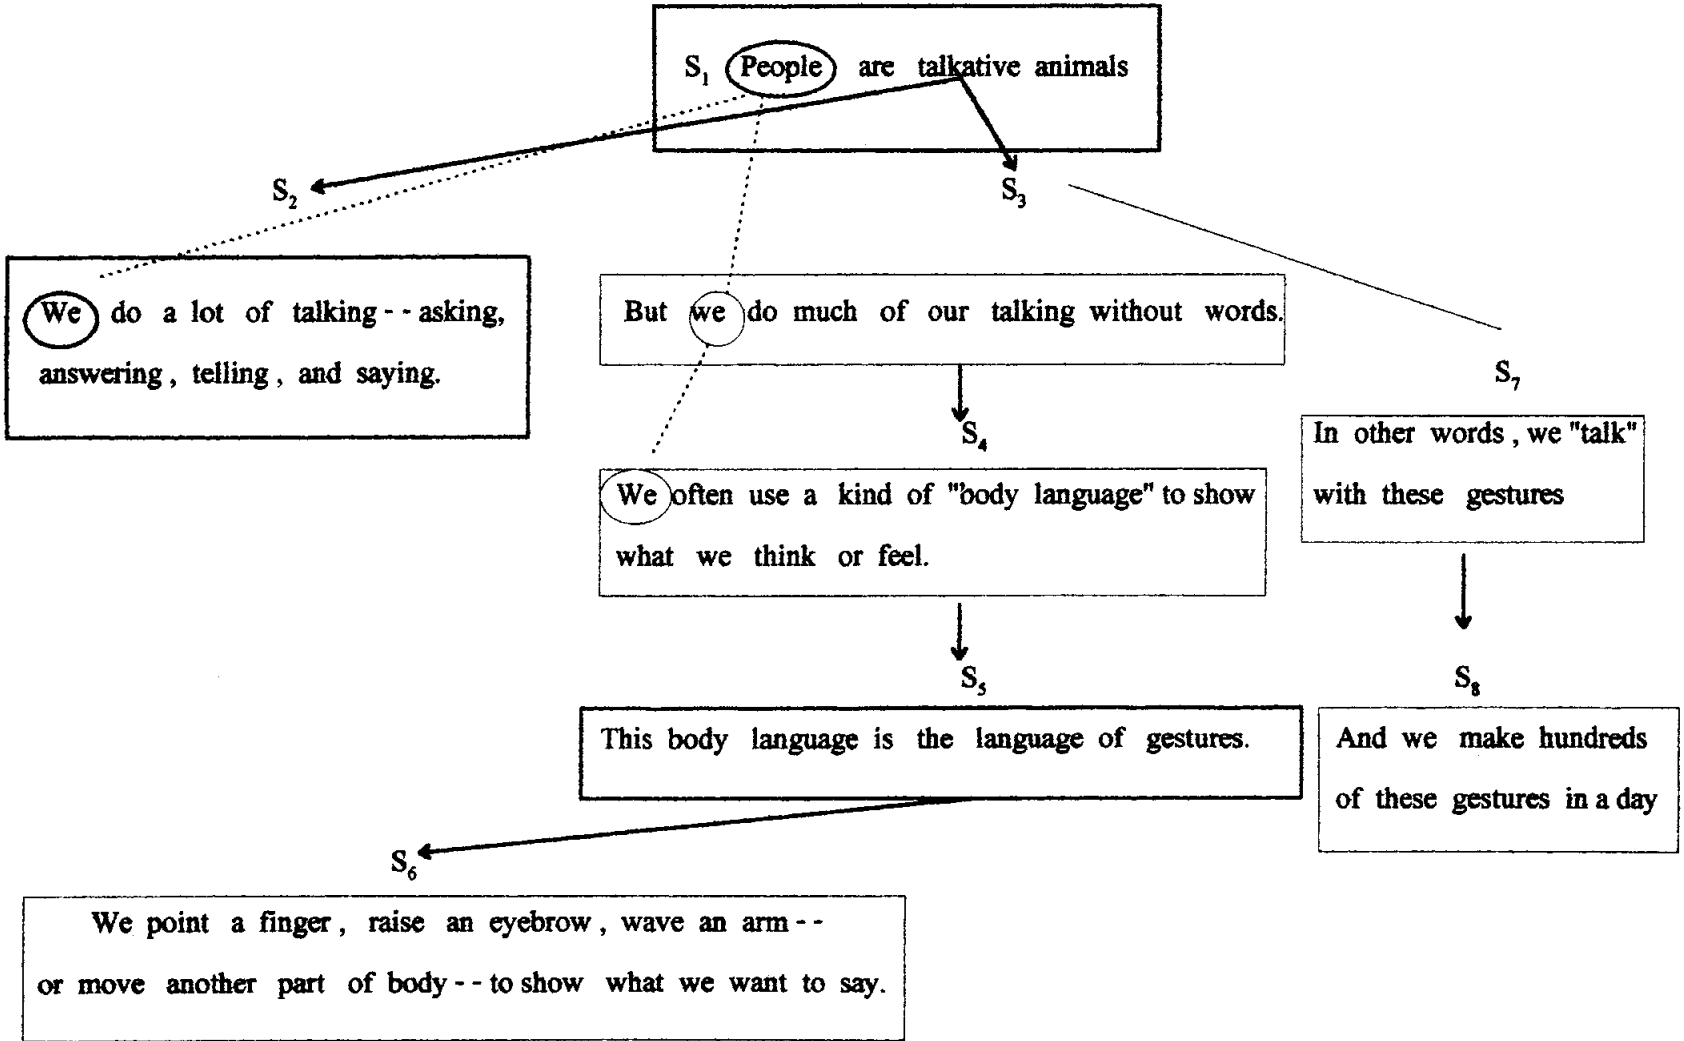 S₁ People are talkative animals
S₂
S₃
We do a lot of talking -- asking,
answering, telling, and saying.
But we do much of our talking without words.
S₄
We often use a kind of "body language" to show
what we think or feel.
S₅
This body language is the language of gestures.
S₆
We point a finger, raise an eyebrow, wave an arm --
or move another part of body -- to show what we want to say.
S₇
In other words, we "talk"
with these gestures
S₈
And we make hundreds
of these gestures in a day